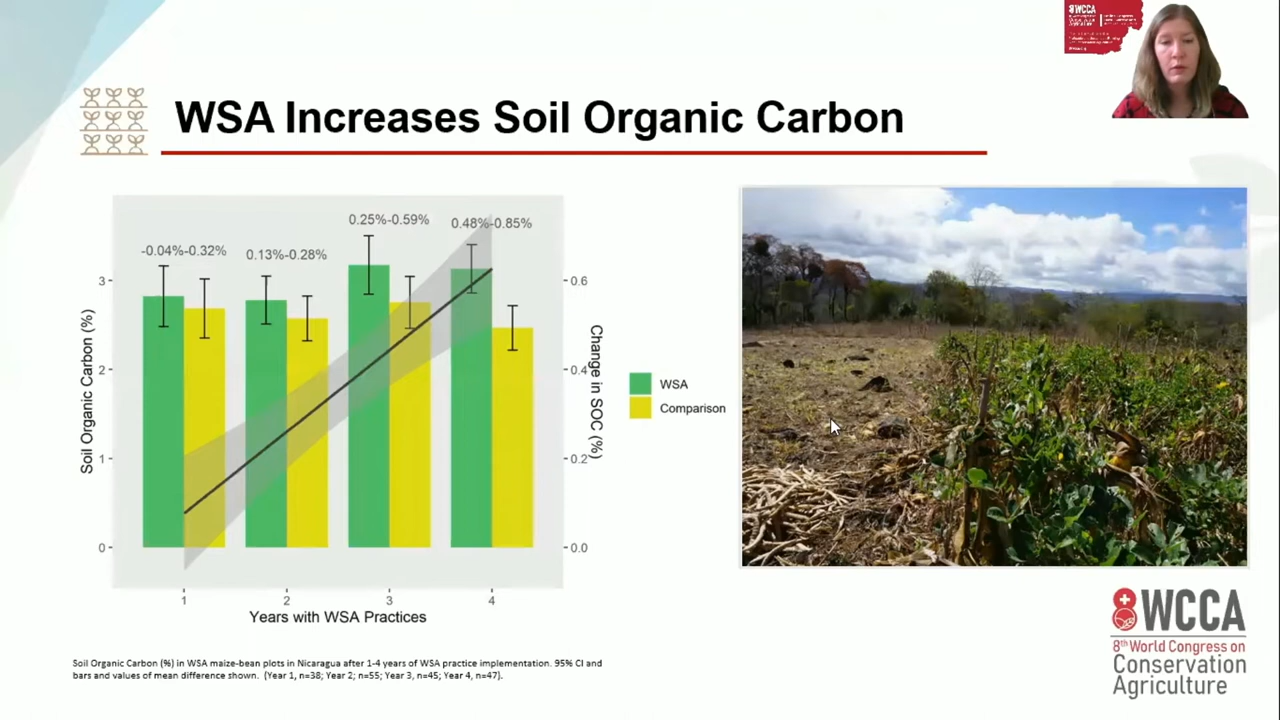 8WCCA
WSA Increases Soil Organic Carbon
Soil Organic Carbon (%)
3
2
1
0
-0.04%-0.32%
0.13%-0.28%
0.25%-0.59%
0.48%-0.85%
0.6
0.4
0.2
0.0
Change in SOC (%)
1
2
3
4
Years with WSA Practices
WSA
Comparison
Soil Organic Carbon (%) in WSA maize-bean plots in Nicaragua after 1-4 years of WSA practice implementation. 95% CI and
bars and values of mean difference shown. (Year 1, n=38; Year 2; n=55; Year 3, n=45; Year 4, n=47).
8WCCA
8th World Congress on
Conservation
Agriculture